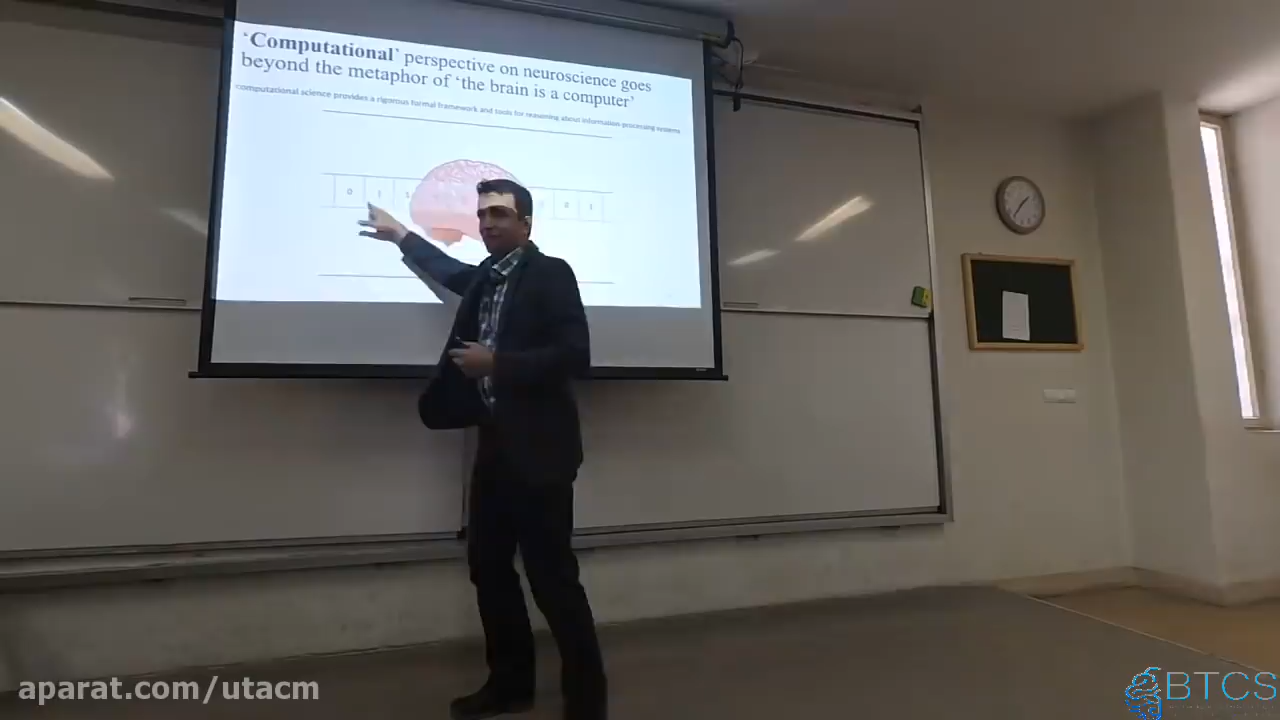 ‘Computational’ perspective on neuroscience goes
beyond the metaphor of ‘the brain is a computer’
computational science provides a rigorous formal framework and tools for reasoning about information processing systems
0 1 1 0 1
aparat.com/utacm
BTCS